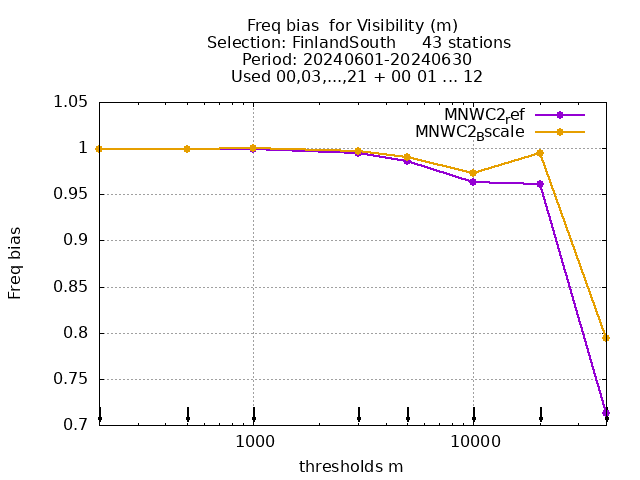 Freq bias  for Visibility (m)
Selection: FinlandSouth     43 stations
Period: 20240601-20240630
Used 00,03,...,21 + 00 01 ... 12
MNWC2_ref
MNWC2_Bscale
1.05
1
0.95
0.9
0.85
0.8
0.75
0.7
Freq bias
1000
10000
thresholds m